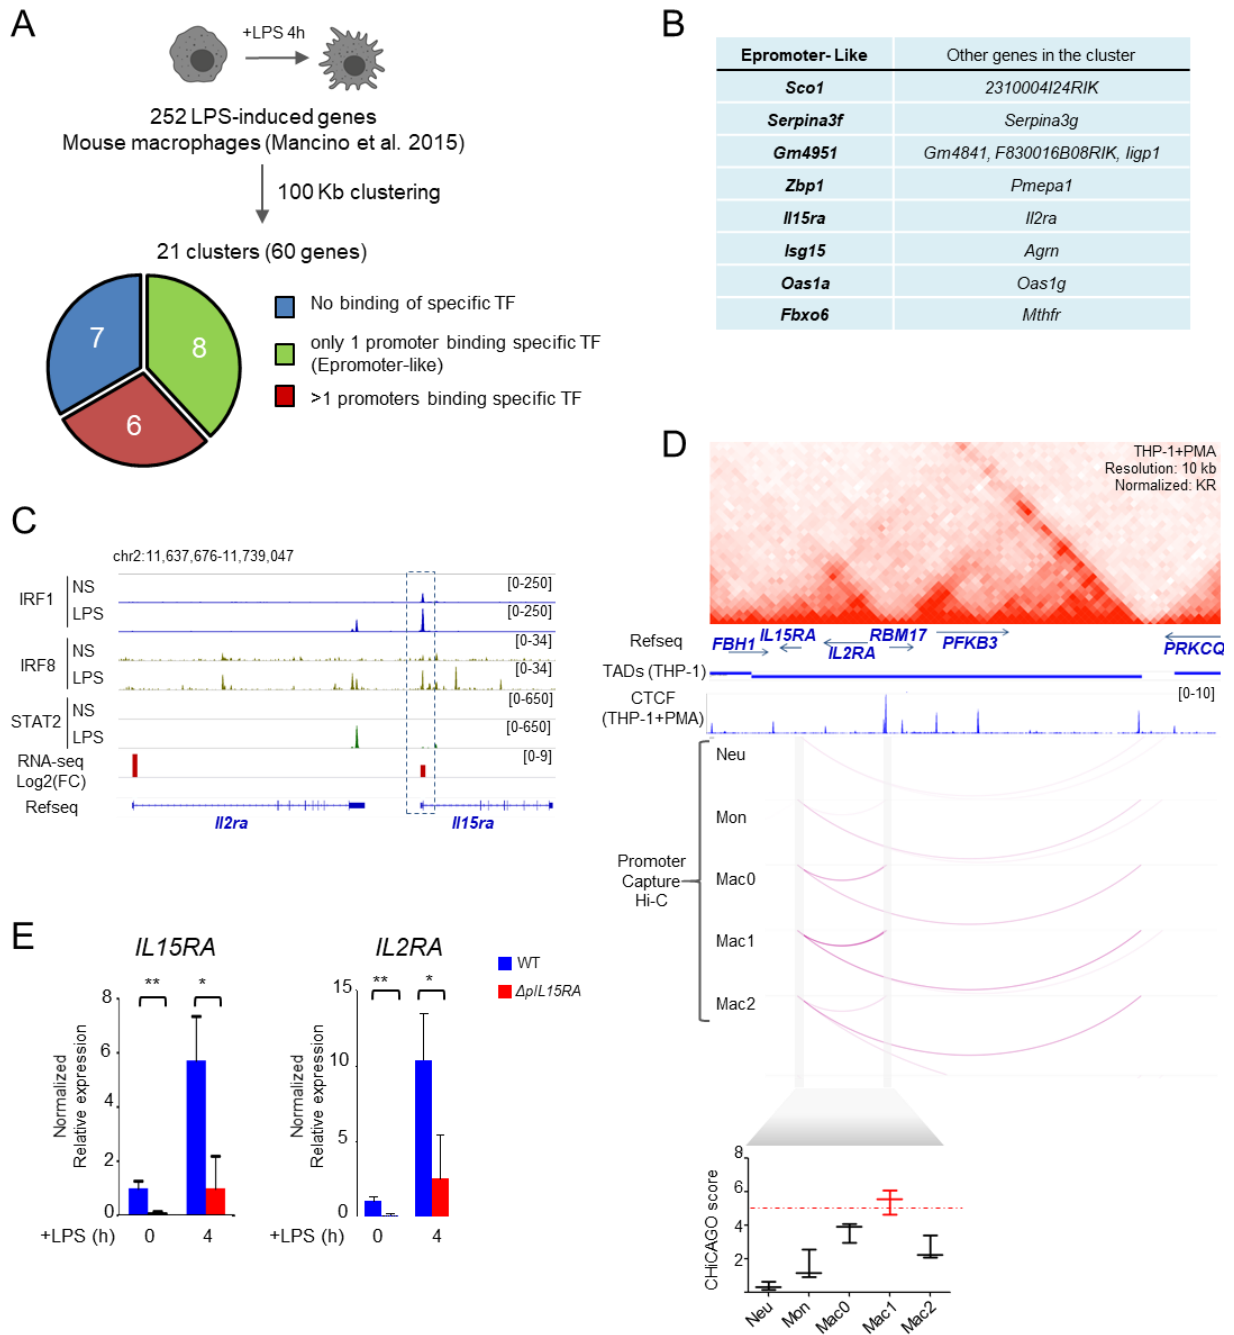 A
+LPS 4h
252 LPS-induced genes
Mouse macrophages (Mancino et al. 2015)
100 Kb clustering
21 clusters (60 genes)
7
8
6
No binding of specific TF
only 1 promoter binding specific TF
(Epromoter-like)
>1 promoters binding specific TF
B
Epromoter- Like Other genes in the cluster
Sco1 2310004I24RIK
Serpina3f Serpina3g
Gm4951 Gm4841, F830016B08RIK, Iigp1
Zbp1 Pmepa1
Il15ra Il2ra
Isg15 Agrn
Oas1a Oas1g
Fbxo6 Mthfr
C
chr2:11,637,676-11,739,047
IRF1 NS [0-250]
LPS [0-250]
IRF8 NS [0-34]
LPS [0-34]
STAT2 NS [0-650]
LPS [0-650]
RNA-seq [0-9]
Log2(FC)
Refseq
Il2ra Il15ra
D
THP-1+PMA
Resolution: 10 kb
Normalized: KR
Refseq
FBH1 IL15RA IL2RA RBM17 PFKB3 PRKCQ
TADs (THP-1)
CTCF [0-10]
(THP-1+PMA)
Neu
Mon
Promoter
Capture
Hi-C
Mac0
Mac1
Mac2
CHiCAGO score
8
6
4
2
Neu Mon Mac0 Mac1 Mac2
E
IL15RA
** *
Normalized
Relative expression
8
6
4
2
0
+LPS (h) 0 4
IL2RA
** *
Normalized
Relative expression
15
10
5
0
+LPS (h) 0 4
WT
ΔpIL15RA